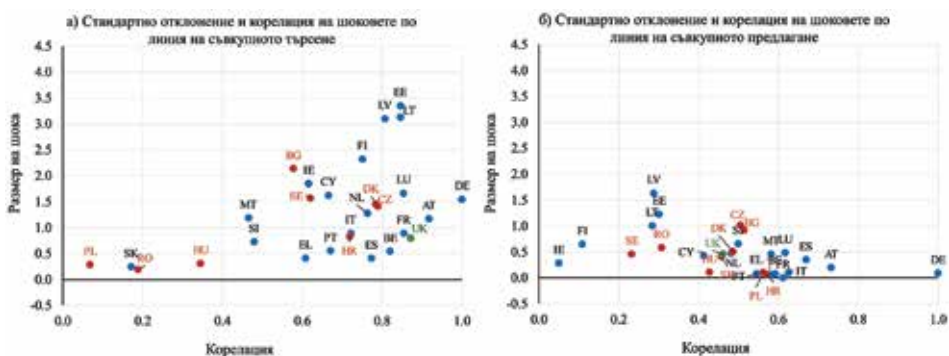 а) Стандартно отклонение и корелация на шоковете по
линия на съвкупното търсене
4.5
4.0
3.5
3.0
2.5
2.0
1.5
1.0
0.5
0.0
-0.5
Размер на шока
EE
LV
LT
FI
BG
IE
SE
CY
LU
DK
CZ
DE
NL
MT
AT
SI
IT
FR
UK
PT
HR
BE
EL
ES
PL
SK
RO
HU
0.0
0.2
0.4
0.6
0.8
1.0
Корелация
б) Стандартно отклонение и корелация на шоковете по
линия на съвкупното предлагане
4.5
4.0
3.5
3.0
2.5
2.0
1.5
1.0
0.5
0.0
-0.5
Размер на шока
LV
EE
LT
CZ
BG
FI
SE
RO
DK
UK
MT
LU
ES
IE
CY
NL
AT
EL
FR
IT
DE
PT
PL
HR
0.0
0.2
0.4
0.6
0.8
1.0
Корелация